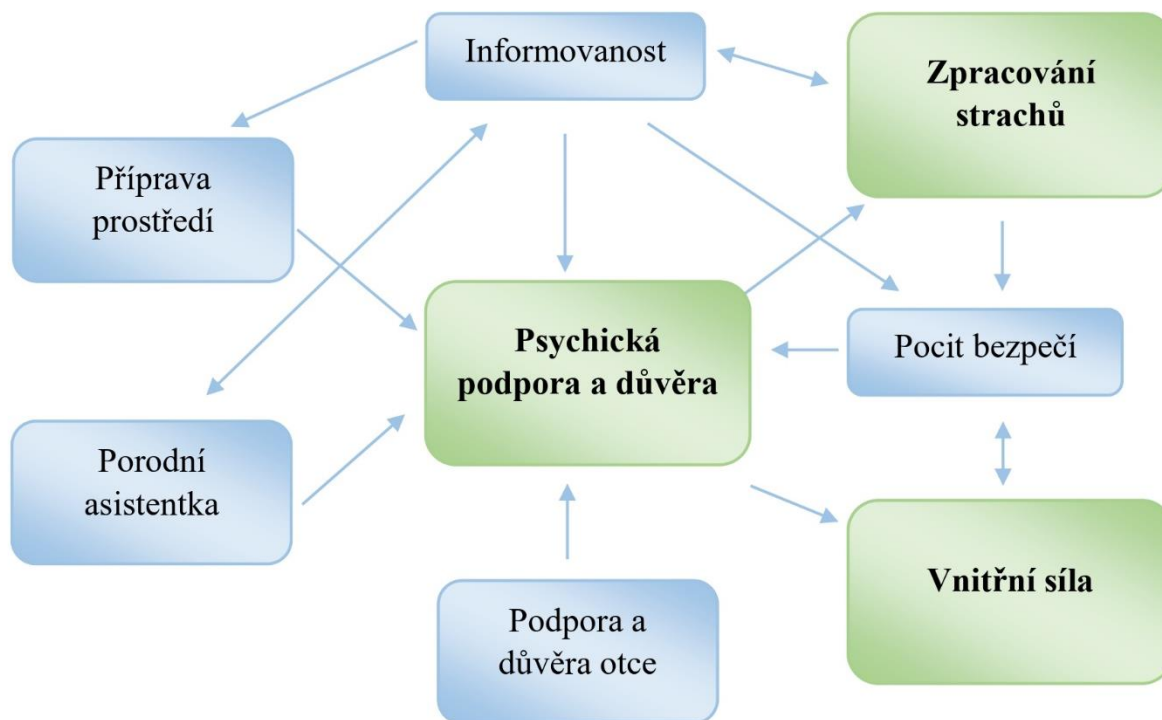 Informovanost
Zpracování
strachů
Příprava
prostředí
Psychická
podpora a důvěra
Pocit bezpečí
Porodní
asistentka
Vnitřní síla
Podpora a
důvěra otce